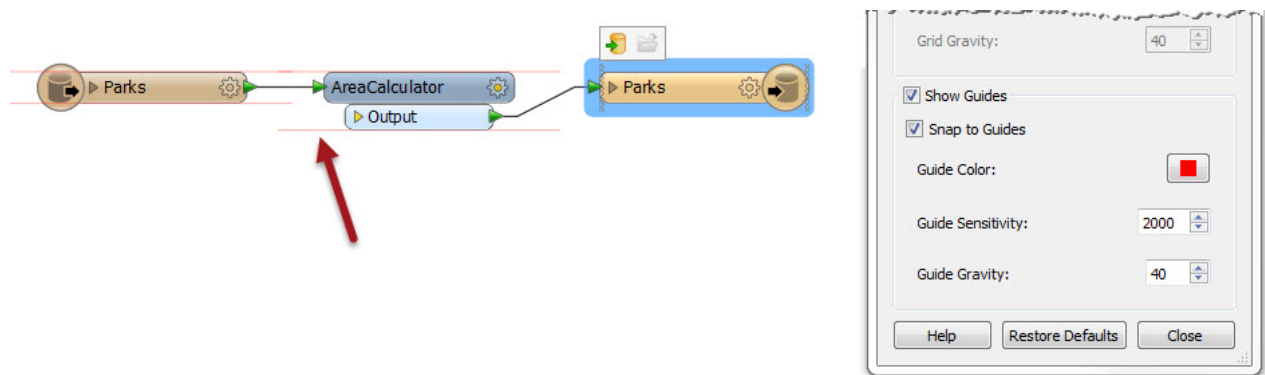 Parks
AreaCalculator
Output
Parks
Grid Gravity: 40
Show Guides
Snap to Guides
Guide Color:
Guide Sensitivity: 2000
Guide Gravity: 40
Help Restore Defaults Close